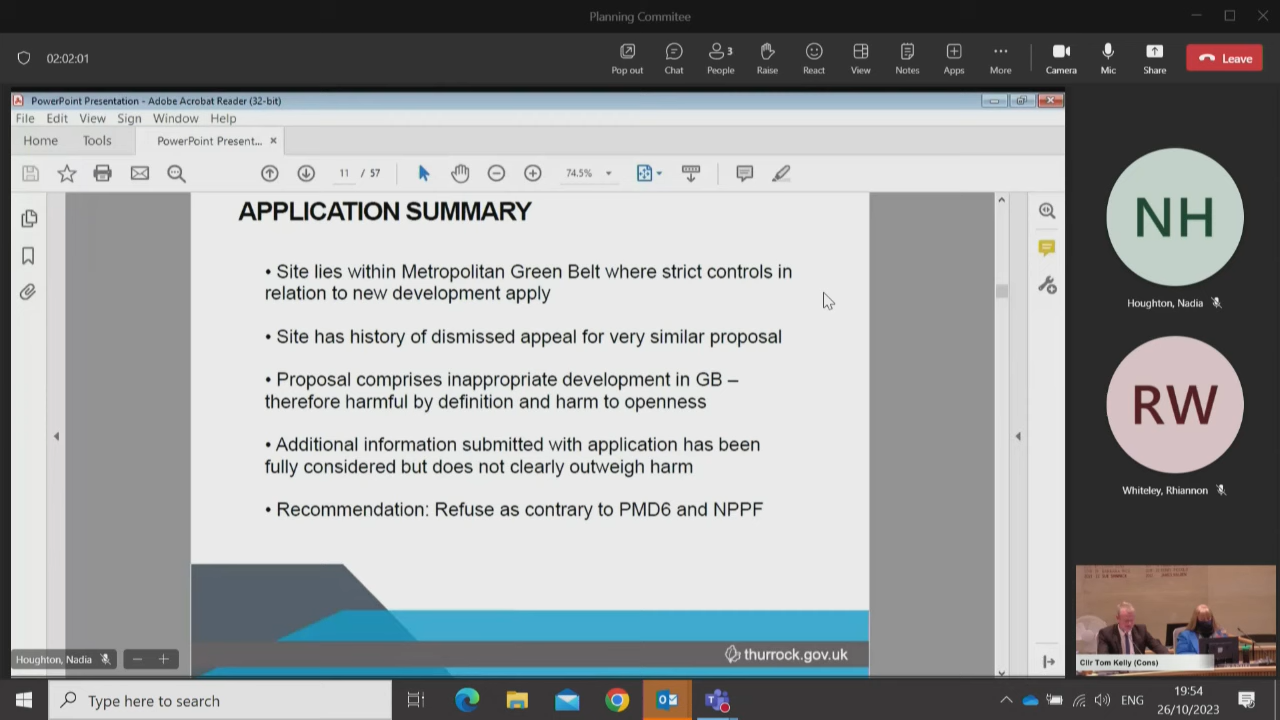 Planning Commitee
02:02:01
Pop out
Chat
People
3
Raise
React
View
Notes
Apps
More
Camera
Mic
Share
Leave
PowerPoint Presentation - Adobe Acrobat Reader (32-bit)
File Edit View Sign Window Help
Home Tools PowerPoint Present...
11 / 57
74.5%
APPLICATION SUMMARY
• Site lies within Metropolitan Green Belt where strict controls in
relation to new development apply
• Site has history of dismissed appeal for very similar proposal
• Proposal comprises inappropriate development in GB –
therefore harmful by definition and harm to openness
• Additional information submitted with application has been
fully considered but does not clearly outweigh harm
• Recommendation: Refuse as contrary to PMD6 and NPPF
thurrock.gov.uk
Houghton, Nadia
NH
Houghton, Nadia
RW
Whiteley, Rhiannon
Cllr Tom Kelly (Cons)
Type here to search
ENG
19:54
26/10/2023